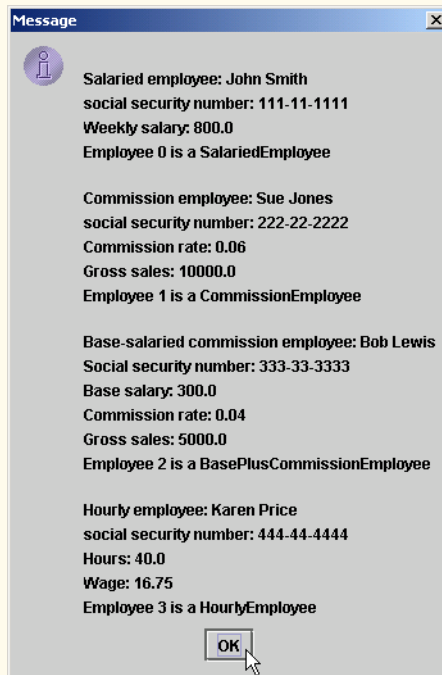 Message
Salaried employee: John Smith
social security number: 111-11-1111
Weekly salary: 800.0
Employee 0 is a SalariedEmployee
Commission employee: Sue Jones
social security number: 222-22-2222
Commission rate: 0.06
Gross sales: 10000.0
Employee 1 is a CommissionEmployee
Base-salaried commission employee: Bob Lewis
Social security number: 333-33-3333
Base salary: 300.0
Commission rate: 0.04
Gross sales: 5000.0
Employee 2 is a BasePlusCommissionEmployee
Hourly employee: Karen Price
social security number: 444-44-4444
Hours: 40.0
Wage: 16.75
Employee 3 is a HourlyEmployee
OK